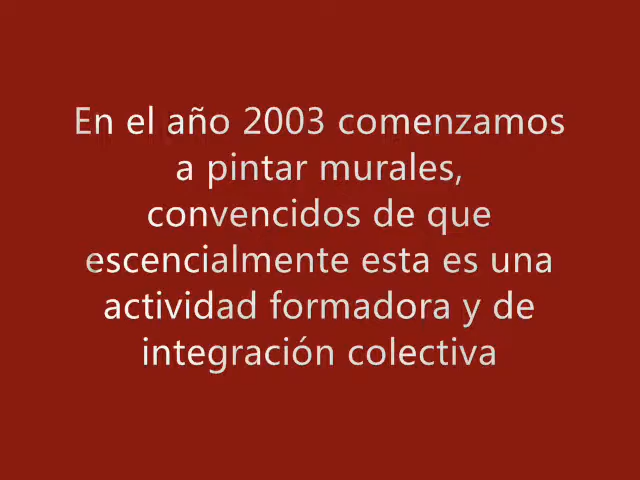 En el año 2003 comenzamos
a pintar murales,
convencidos de que
escencialmente esta es una
actividad formadora y de
integración colectiva